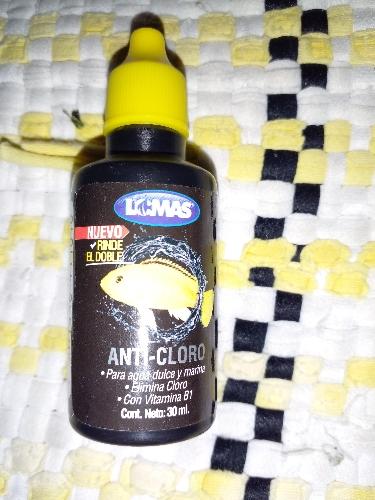 LOMAS
NUEVO
✓ RINDE
EL DOBLE
ANTI-CLORO
• Para agua dulce y marina
• Elimina Cloro
• Con Vitamina B1
Cont. Neto: 30 ml.